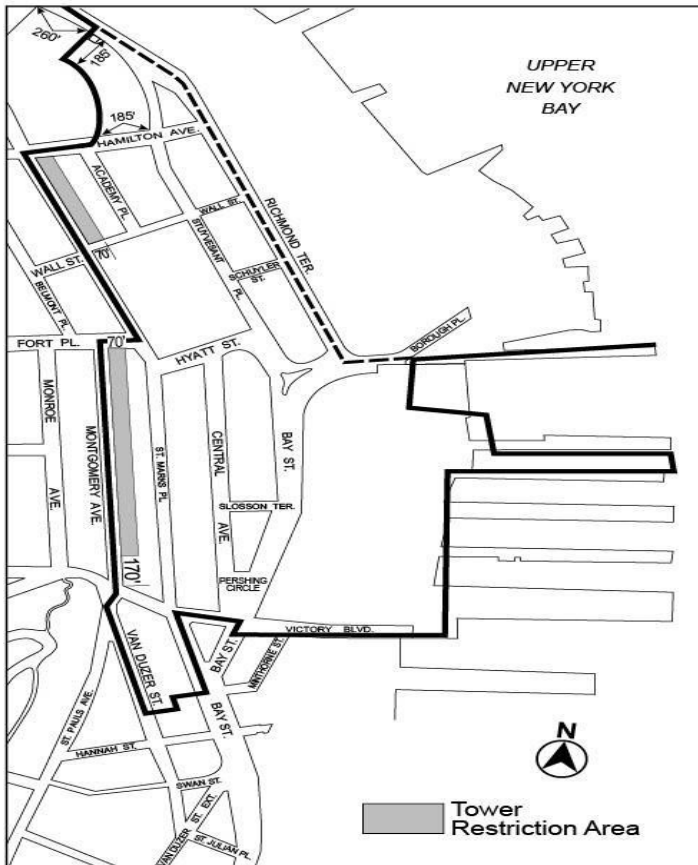 260'
185'
UPPER
NEW YORK
BAY
185'
HAMILTON AVE.
ACADEMY PL.
WALL ST.
RICHMOND TER.
STUYVESANT
PL.
70'
WALL ST.
SCHUYLER
ST.
BELMONT PL.
BOROUGH PL.
FORT PL.
70'
HYATT ST.
MONROE
AVE.
MONTGOMERY AVE.
ST. MARKS PL.
CENTRAL
AVE.
BAY ST.
SLOSSON TER.
170'
PERSHING
CIRCLE
VICTORY BLVD.
VAN DUZER ST.
BAY ST.
MINTHORNE ST.
ST. PAULS AVE.
BAY ST.
HANNAH ST.
N
SWAN ST.
VAN DUZER ST. EXT.
ST. JULIAN PL.
Tower
Restriction Area